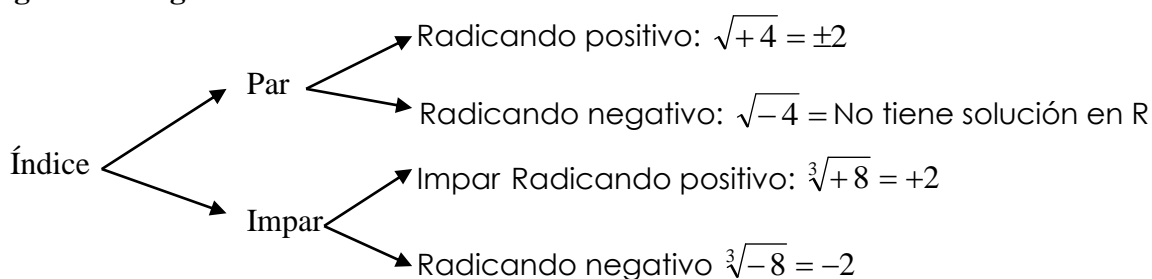 Radicando positivo: √+4 = ±2
Par
Radicando negativo: √−4 = No tiene solución en R
Índice
Impar Radicando positivo: ∛+8 = +2
Impar
Radicando negativo ∛−8 = −2